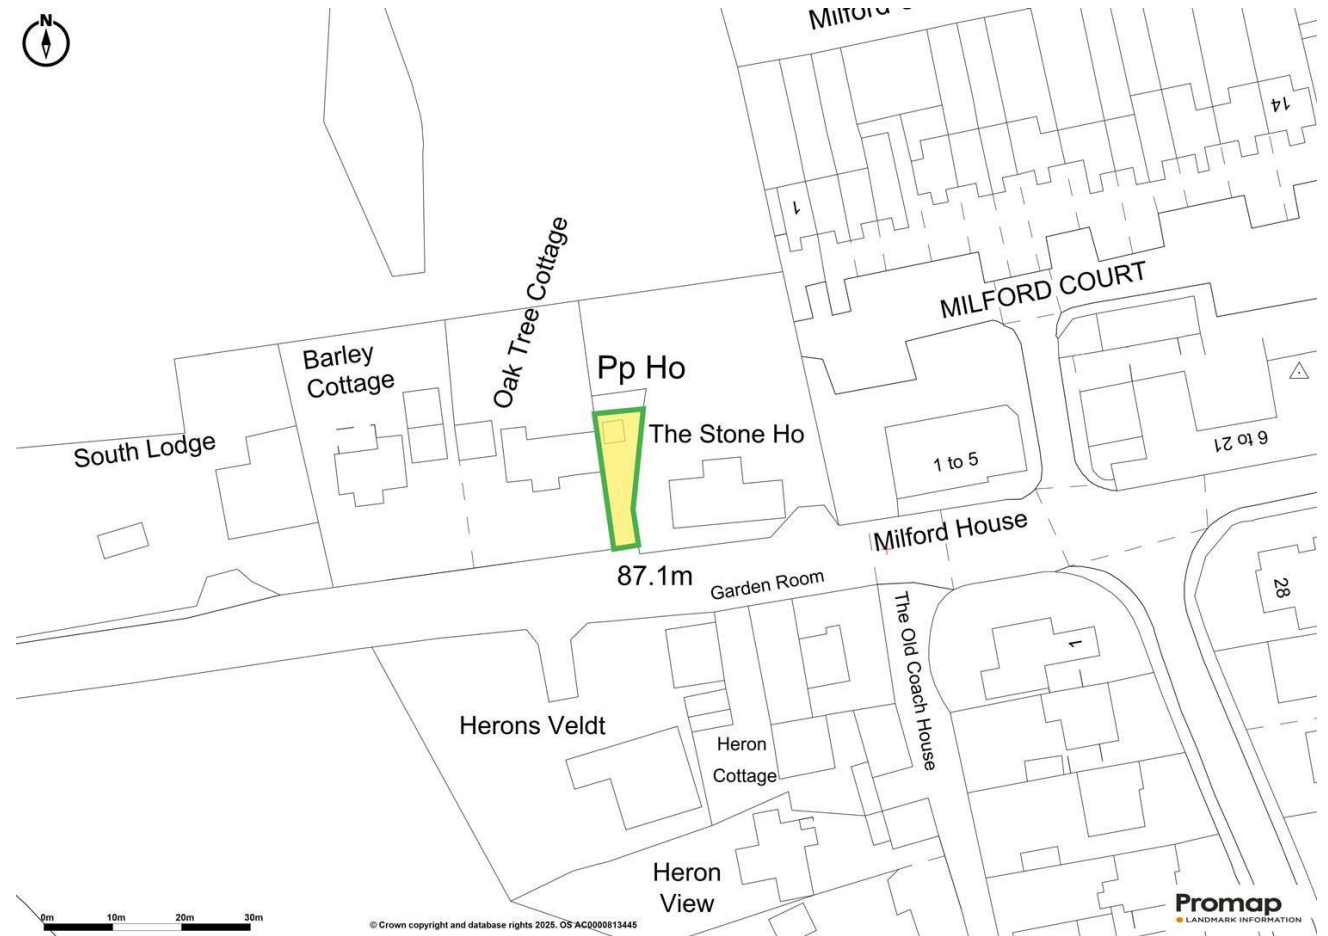 N
Milford
14
1
Oak Tree Cottage
MILFORD COURT
Barley
Cottage
Pp Ho
The Stone Ho
South Lodge
1 to 5
6 to 21
Milford House
87.1m
Garden Room
The Old Coach House
28
1
Herons Veldt
Heron
Cottage
Heron
View
0m 10m 20m 30m
© Crown copyright and database rights 2025. OS AC0000813445
Promap
LANDMARK INFORMATION